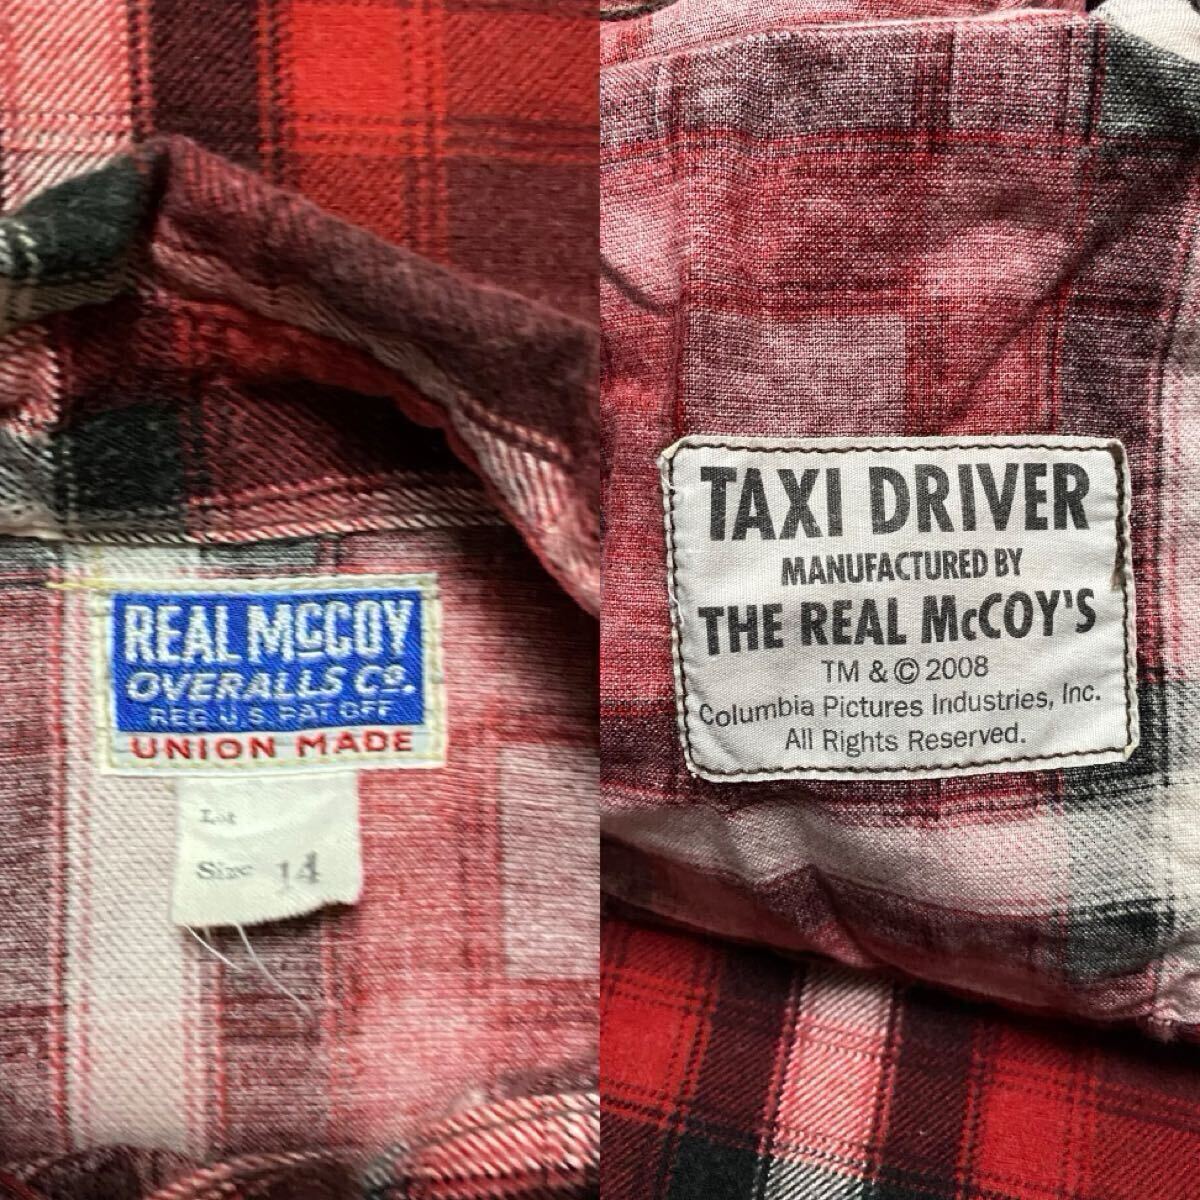 REAL McCOY
OVERALLS Co.
REG. U.S. PAT. OFF
UNION MADE
Lot
Size 14
TAXI DRIVER
MANUFACTURED BY
THE REAL McCOY'S
TM & © 2008
Columbia Pictures Industries, Inc.
All Rights Reserved.